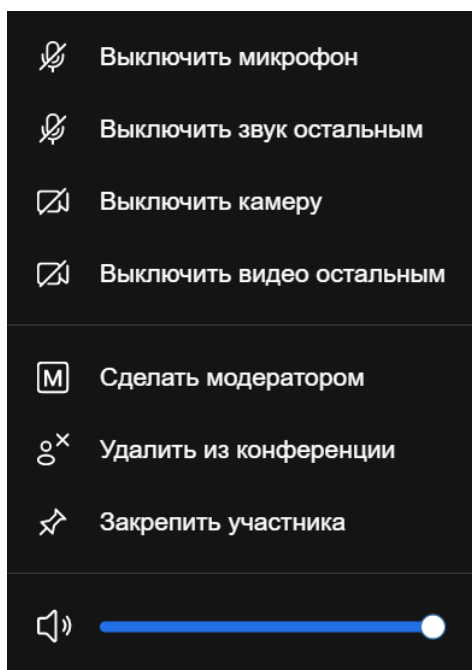 Выключить микрофон
Выключить звук остальным
Выключить камеру
Выключить видео остальным
M Сделать модератором
Удалить из конференции
Закрепить участника